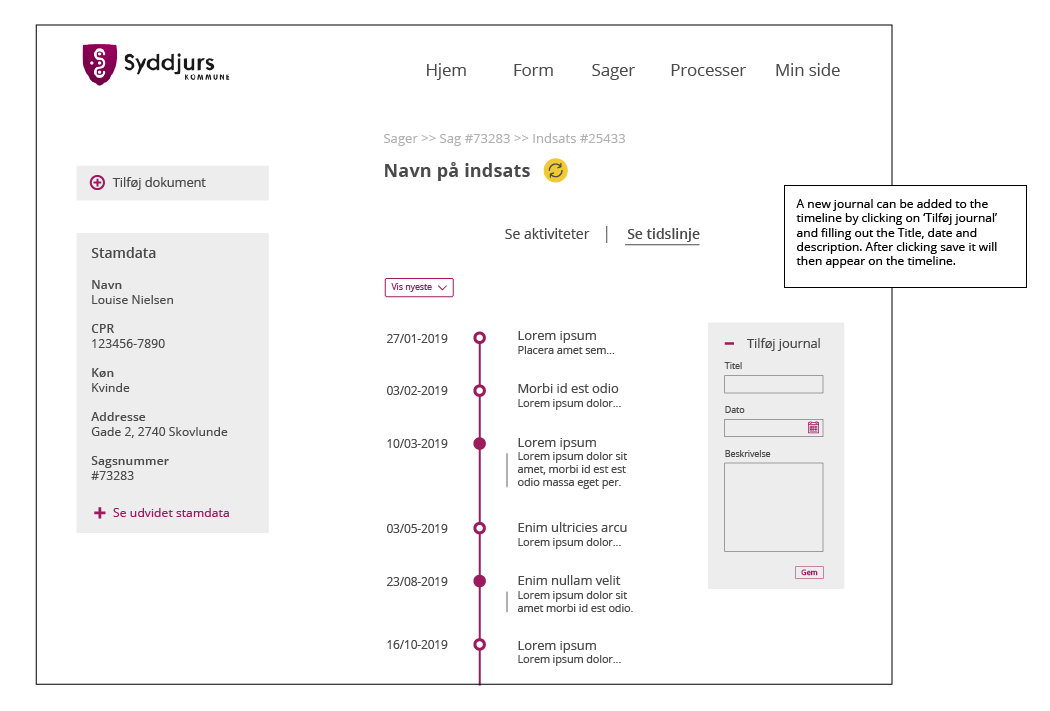 Syddjurs
KOMMUNE
Hjem Form Sager Processer Min side
Sager >> Sag #73283 >> Indsats #25433
Navn på indsats
Tilføj dokument
Stamdata
Navn
Louise Nielsen
CPR
123456-7890
Køn
Kvinde
Addresse
Gade 2, 2740 Skovlunde
Sagsnummer
#73283
Se udvidet stamdata
Se aktiviteter | Se tidslinje
Vis nyeste
27/01-2019
Lorem ipsum
Placera amet sem...
03/02-2019
Morbi id est odio
Lorem ipsum dolor...
10/03-2019
Lorem ipsum
Lorem ipsum dolor sit
amet, morbi id est est
odio massa eget per.
03/05-2019
Enim ultricies arcu
Lorem ipsum dolor...
23/08-2019
Enim nullam velit
Lorem ipsum dolor sit
amet morbi id est odio.
16/10-2019
Lorem ipsum
Lorem ipsum dolor...
Tilføj journal
Titel
Dato
Beskrivelse
Gem
A new journal can be added to the
timeline by clicking on ‘Tilføj journal’
and filling out the Title, date and
description. After clicking save it will
then appear on the timeline.